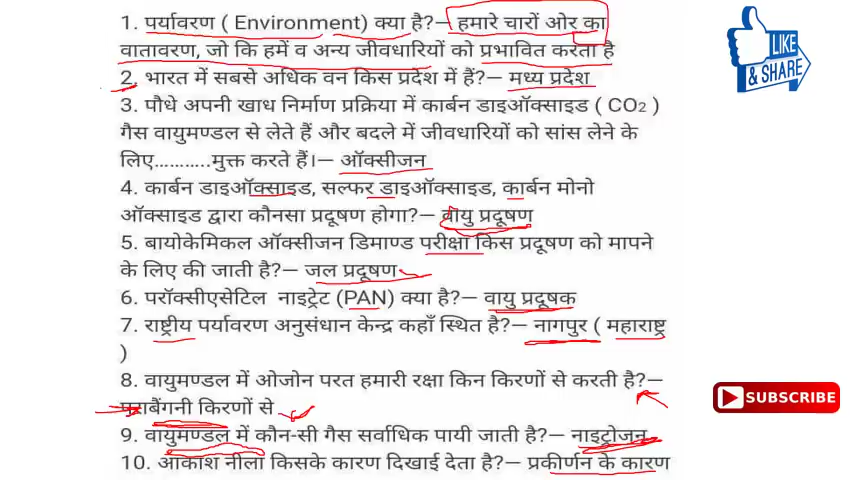 1. पर्यावरण ( Environment) क्या है?— हमारे चारों ओर का
वातावरण, जो कि हमें व अन्य जीवधारियों को प्रभावित करता है
2. भारत में सबसे अधिक वन किस प्रदेश में हैं?— मध्य प्रदेश
3. पौधे अपनी खाध निर्माण प्रक्रिया में कार्बन डाइऑक्साइड ( CO2 )
गैस वायुमण्डल से लेते हैं और बदले में जीवधारियों को सांस लेने के
लिए………..मुक्त करते हैं।— ऑक्सीजन
4. कार्बन डाइऑक्साइड, सल्फर डाइऑक्साइड, कार्बन मोनो
ऑक्साइड द्वारा कौनसा प्रदूषण होगा?— वायु प्रदूषण
5. बायोकेमिकल ऑक्सीजन डिमाण्ड परीक्षा किस प्रदूषण को मापने
के लिए की जाती है?— जल प्रदूषण
6. परॉक्सीएसेटिल नाइट्रेट (PAN) क्या है?— वायु प्रदूषक
7. राष्ट्रीय पर्यावरण अनुसंधान केन्द्र कहाँ स्थित है?— नागपुर ( महाराष्ट्र
)
8. वायुमण्डल में ओजोन परत हमारी रक्षा किन किरणों से करती है?—
पराबैंगनी किरणों से
9. वायुमण्डल में कौन-सी गैस सर्वाधिक पायी जाती है?— नाइट्रोजन
10. आकाश नीला किसके कारण दिखाई देता है?— प्रकीर्णन के कारण
LIKE
& SHARE
SUBSCRIBE